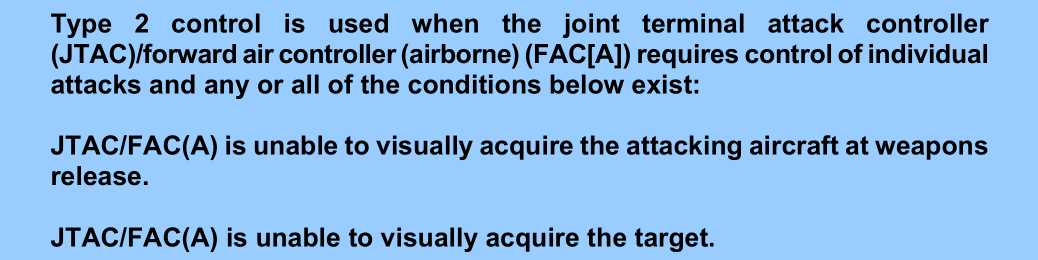 Type 2 control is used when the joint terminal attack controller
(JTAC)/forward air controller (airborne) (FAC[A]) requires control of individual
attacks and any or all of the conditions below exist:
JTAC/FAC(A) is unable to visually acquire the attacking aircraft at weapons
release.
JTAC/FAC(A) is unable to visually acquire the target.